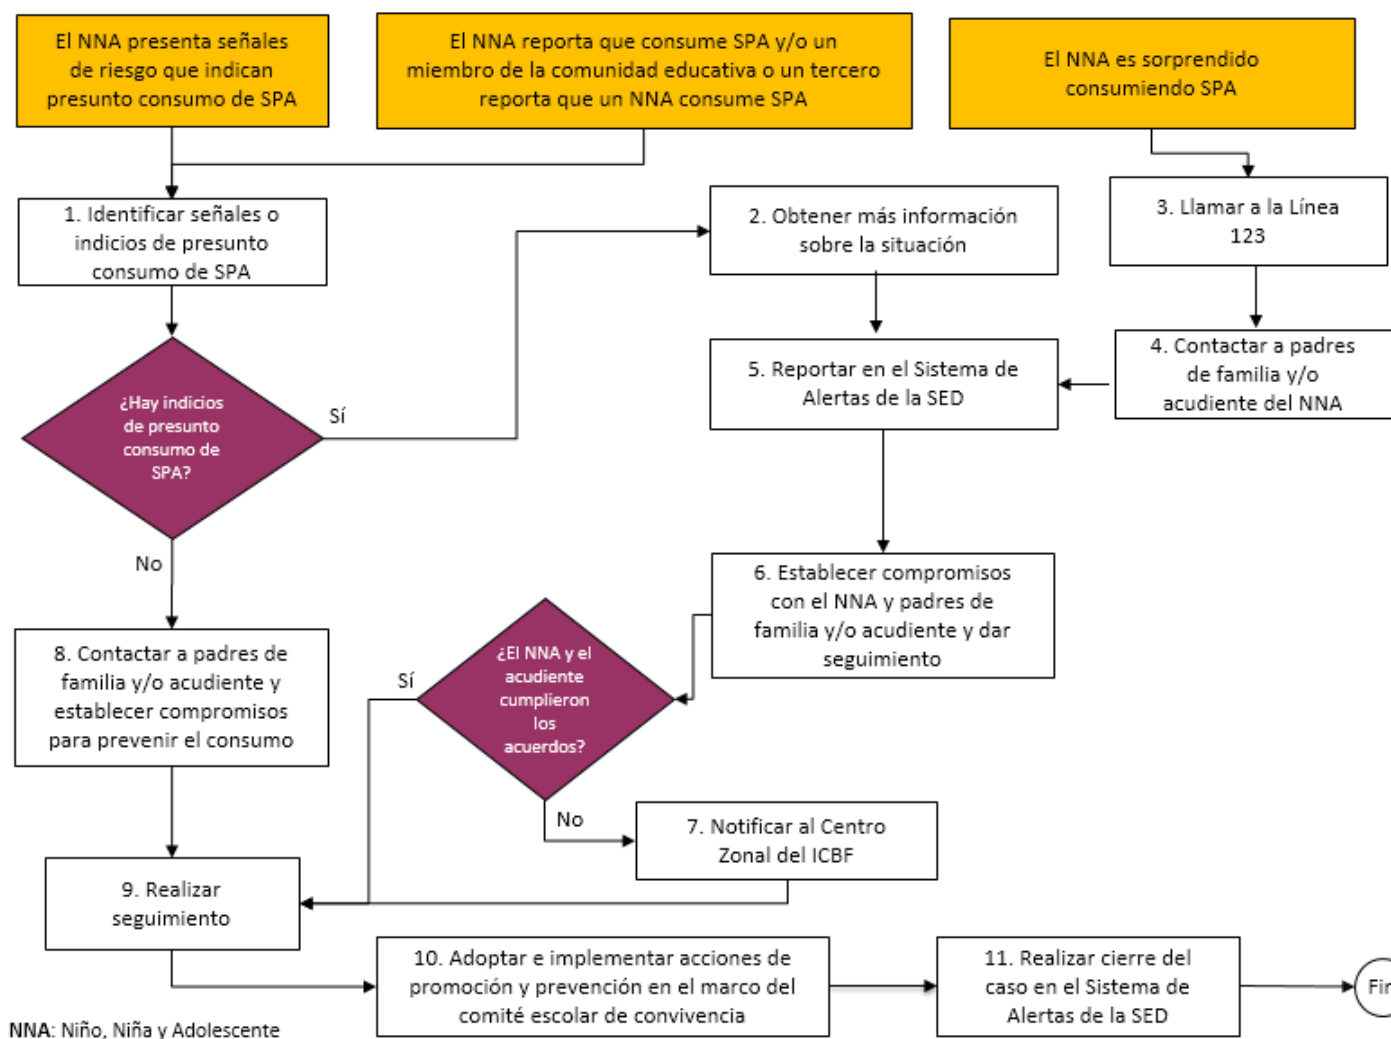 El NNA presenta señales
de riesgo que indican
presunto consumo de SPA
El NNA reporta que consume SPA y/o un
miembro de la comunidad educativa o un tercero
reporta que un NNA consume SPA
El NNA es sorprendido
consumiendo SPA
1. Identificar señales o
indicios de presunto
consumo de SPA
2. Obtener más información
sobre la situación
3. Llamar a la Línea
123
¿Hay indicios
de presunto
consumo de
SPA?
Sí
No
5. Reportar en el Sistema de
Alertas de la SED
4. Contactar a padres
de familia y/o
acudiente del NNA
6. Establecer compromisos
con el NNA y padres de
familia y/o acudiente y dar
seguimiento
8. Contactar a padres de
familia y/o acudiente y
establecer compromisos
para prevenir el consumo
¿El NNA y el
acudiente
cumplieron
los
acuerdos?
Sí
No
7. Notificar al Centro
Zonal del ICBF
9. Realizar
seguimiento
10. Adoptar e implementar acciones de
promoción y prevención en el marco del
comité escolar de convivencia
11. Realizar cierre del
caso en el Sistema de
Alertas de la SED
Fin
NNA: Niño, Niña y Adolescente